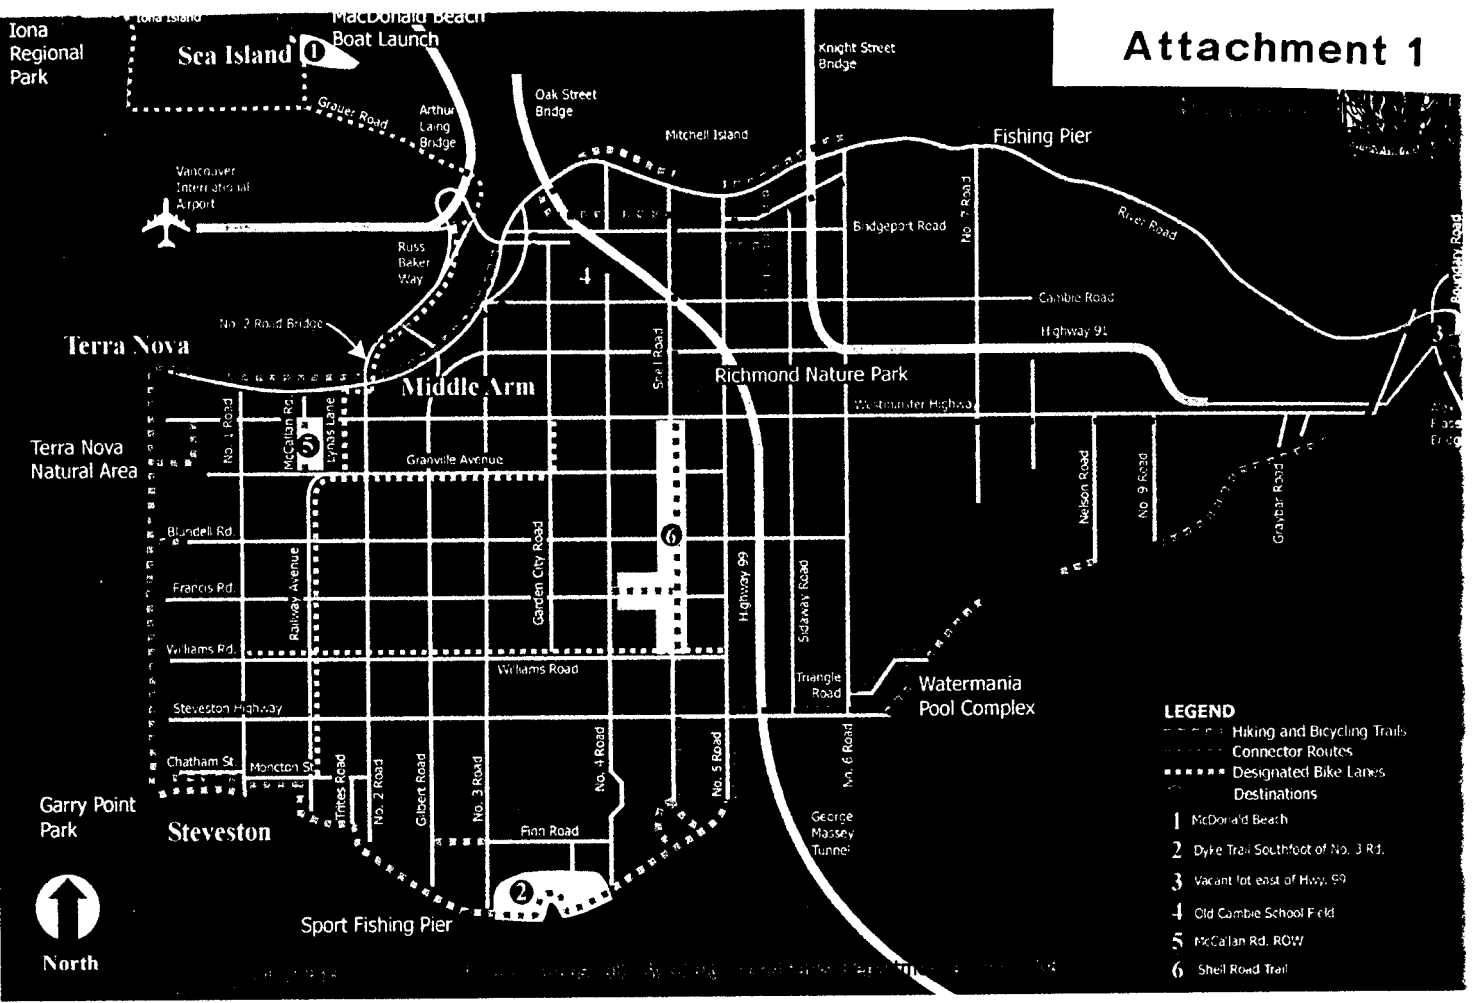 Attachment 1
Iona
Regional
Park
Iona Island
Sea Island
1
MacDonald Beach
Boat Launch
Grauer Road
Arthur
Laing
Bridge
Oak Street
Bridge
Knight Street
Bridge
Mitchell Island
Fishing Pier
Vancouver
International
Airport
Russ
Baker
Way
4
Bridgeport Road
No. 7 Road
River Road
Boundary Road
Cambie Road
Highway 91
3
No. 2 Road Bridge
Terra Nova
Middle Arm
Shell Road
Richmond Nature Park
Westminster Highway
Terra Nova
Natural Area
No. 1 Road
McCallan Rd.
5
Lynas Lane
Granville Avenue
Nelson Road
No. 9 Road
Graybar Road
Blundell Rd.
6
Francis Rd.
Railway Avenue
Garden City Road
Highway 99
Sidaway Road
Williams Rd.
Williams Road
Triangle
Road
Watermania
Pool Complex
Steveston Highway
Chatham St.
Moncton St.
Trites Road
No. 2 Road
Gilbert Road
No. 3 Road
No. 4 Road
No. 5 Road
No. 6 Road
Garry Point
Park
Steveston
Finn Road
George
Massey
Tunnel
2
Sport Fishing Pier
North
LEGEND
Hiking and Bicycling Trails
Connector Routes
Designated Bike Lanes
Destinations
1 McDonald Beach
2 Dyke Trail Southfoot of No. 3 Rd.
3 Vacant lot east of Hwy. 99
4 Old Cambie School Field
5 McCallan Rd. ROW
6 Shell Road Trail